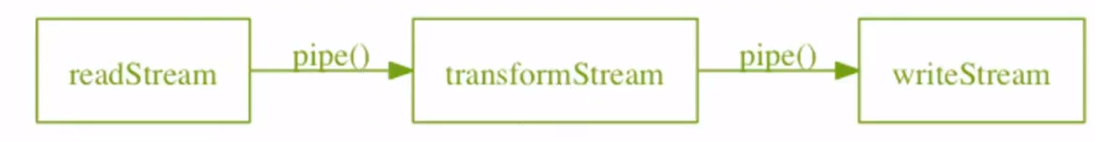 readStream
pipe()
transformStream
pipe()
writeStream